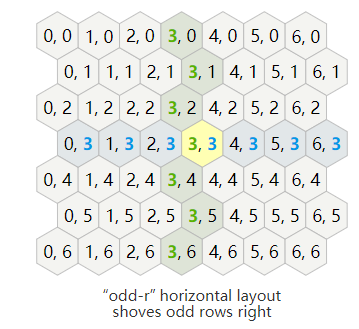 0, 0 1, 0 2, 0 3, 0 4, 0 5, 0 6, 0
0, 1 1, 1 2, 1 3, 1 4, 1 5, 1 6, 1
0, 2 1, 2 2, 2 3, 2 4, 2 5, 2 6, 2
0, 3 1, 3 2, 3 3, 3 4, 3 5, 3 6, 3
0, 4 1, 4 2, 4 3, 4 4, 4 5, 4 6, 4
0, 5 1, 5 2, 5 3, 5 4, 5 5, 5 6, 5
0, 6 1, 6 2, 6 3, 6 4, 6 5, 6 6, 6
“odd-r” horizontal layout
shoves odd rows right